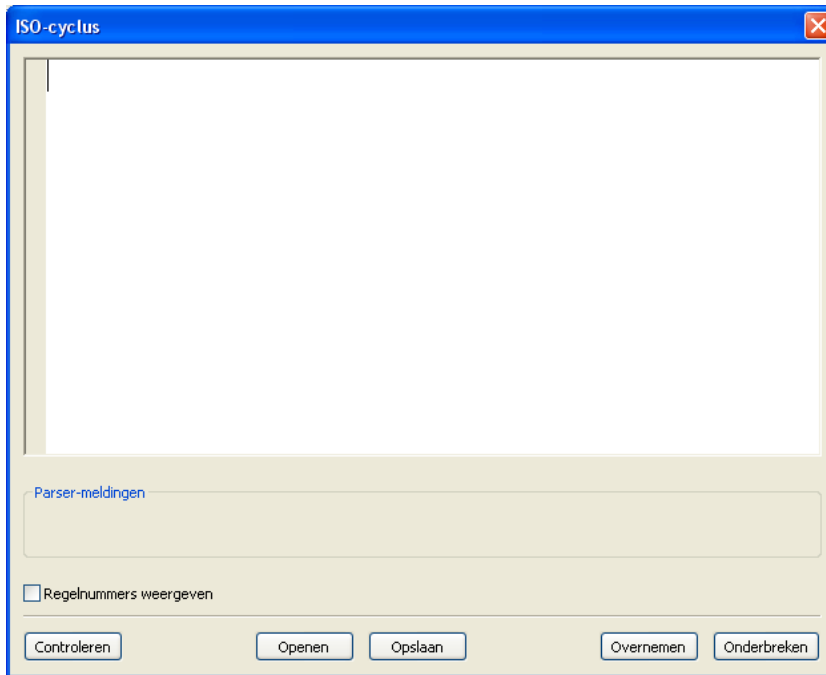 ISO-cyclus
Parser-meldingen
Regelnummers weergeven
Controleren Openen Opslaan Overnemen Onderbreken